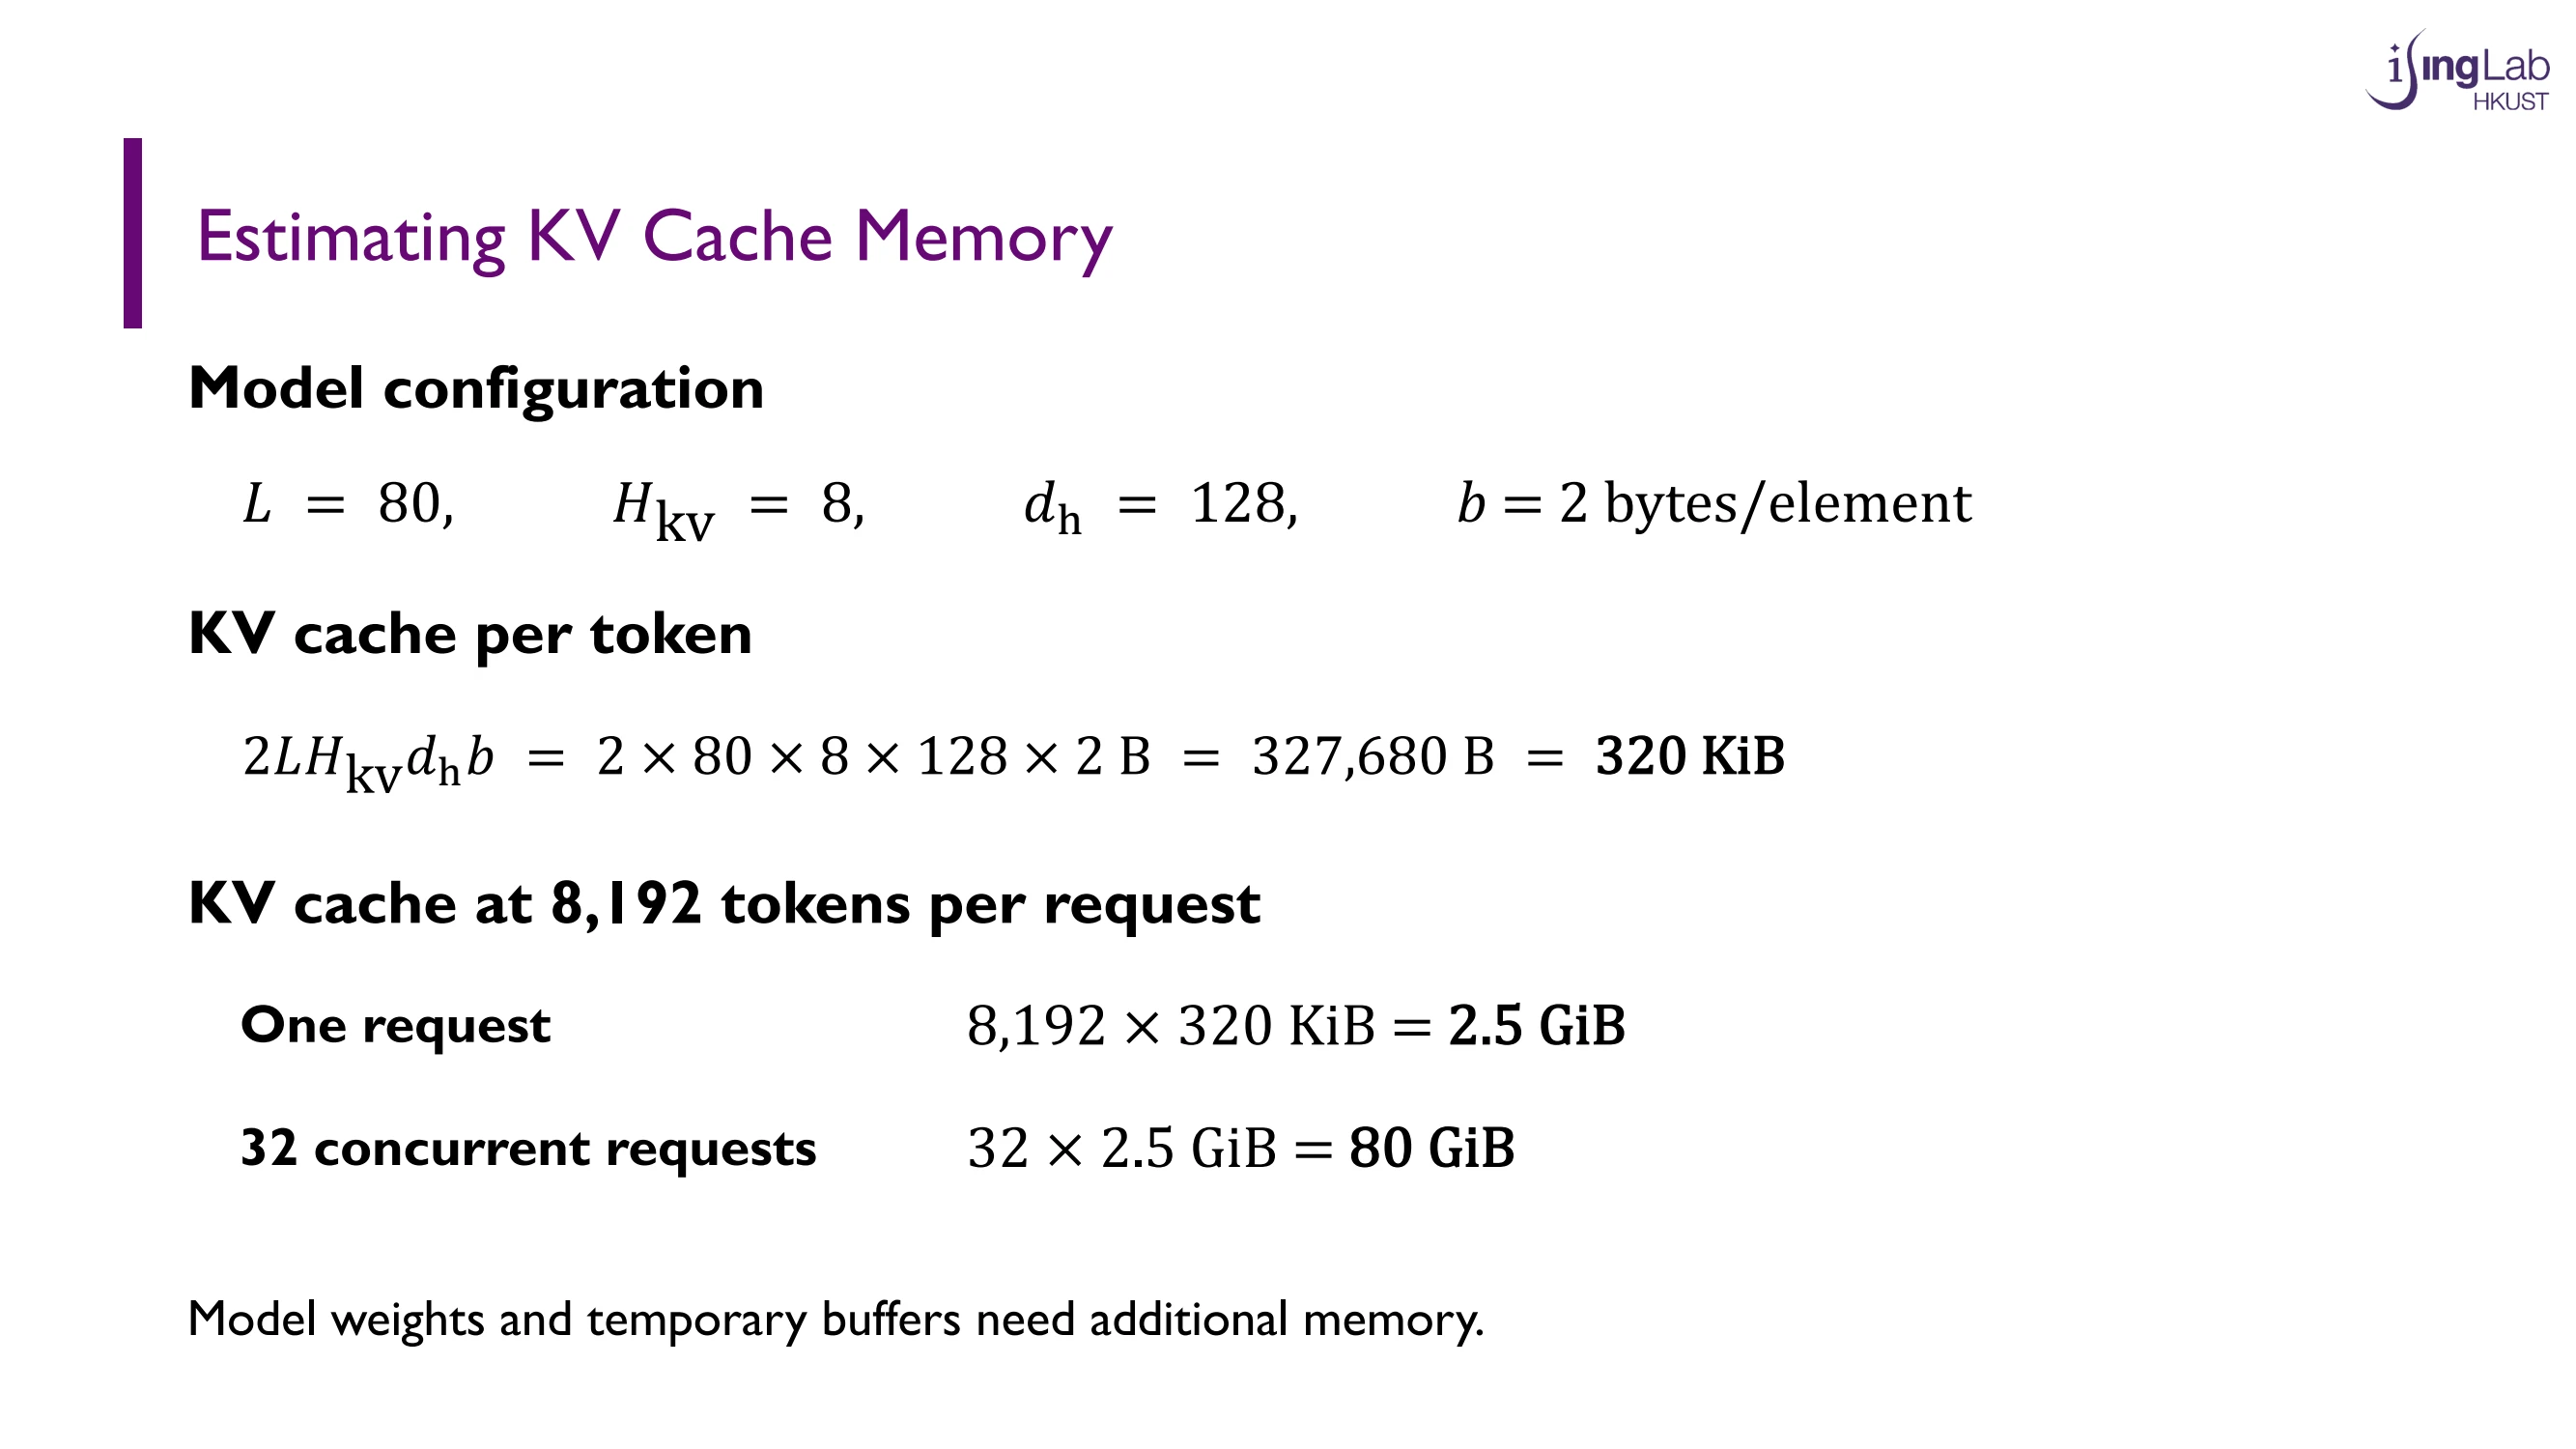 iSingLab
HKUST
Estimating KV Cache Memory
Model configuration
L = 80, H_kv = 8, d_h = 128, b = 2 bytes/element
KV cache per token
2LH_kv d_h b = 2 × 80 × 8 × 128 × 2 B = 327,680 B = 320 KiB
KV cache at 8,192 tokens per request
One request 8,192 × 320 KiB = 2.5 GiB
32 concurrent requests 32 × 2.5 GiB = 80 GiB
Model weights and temporary buffers need additional memory.